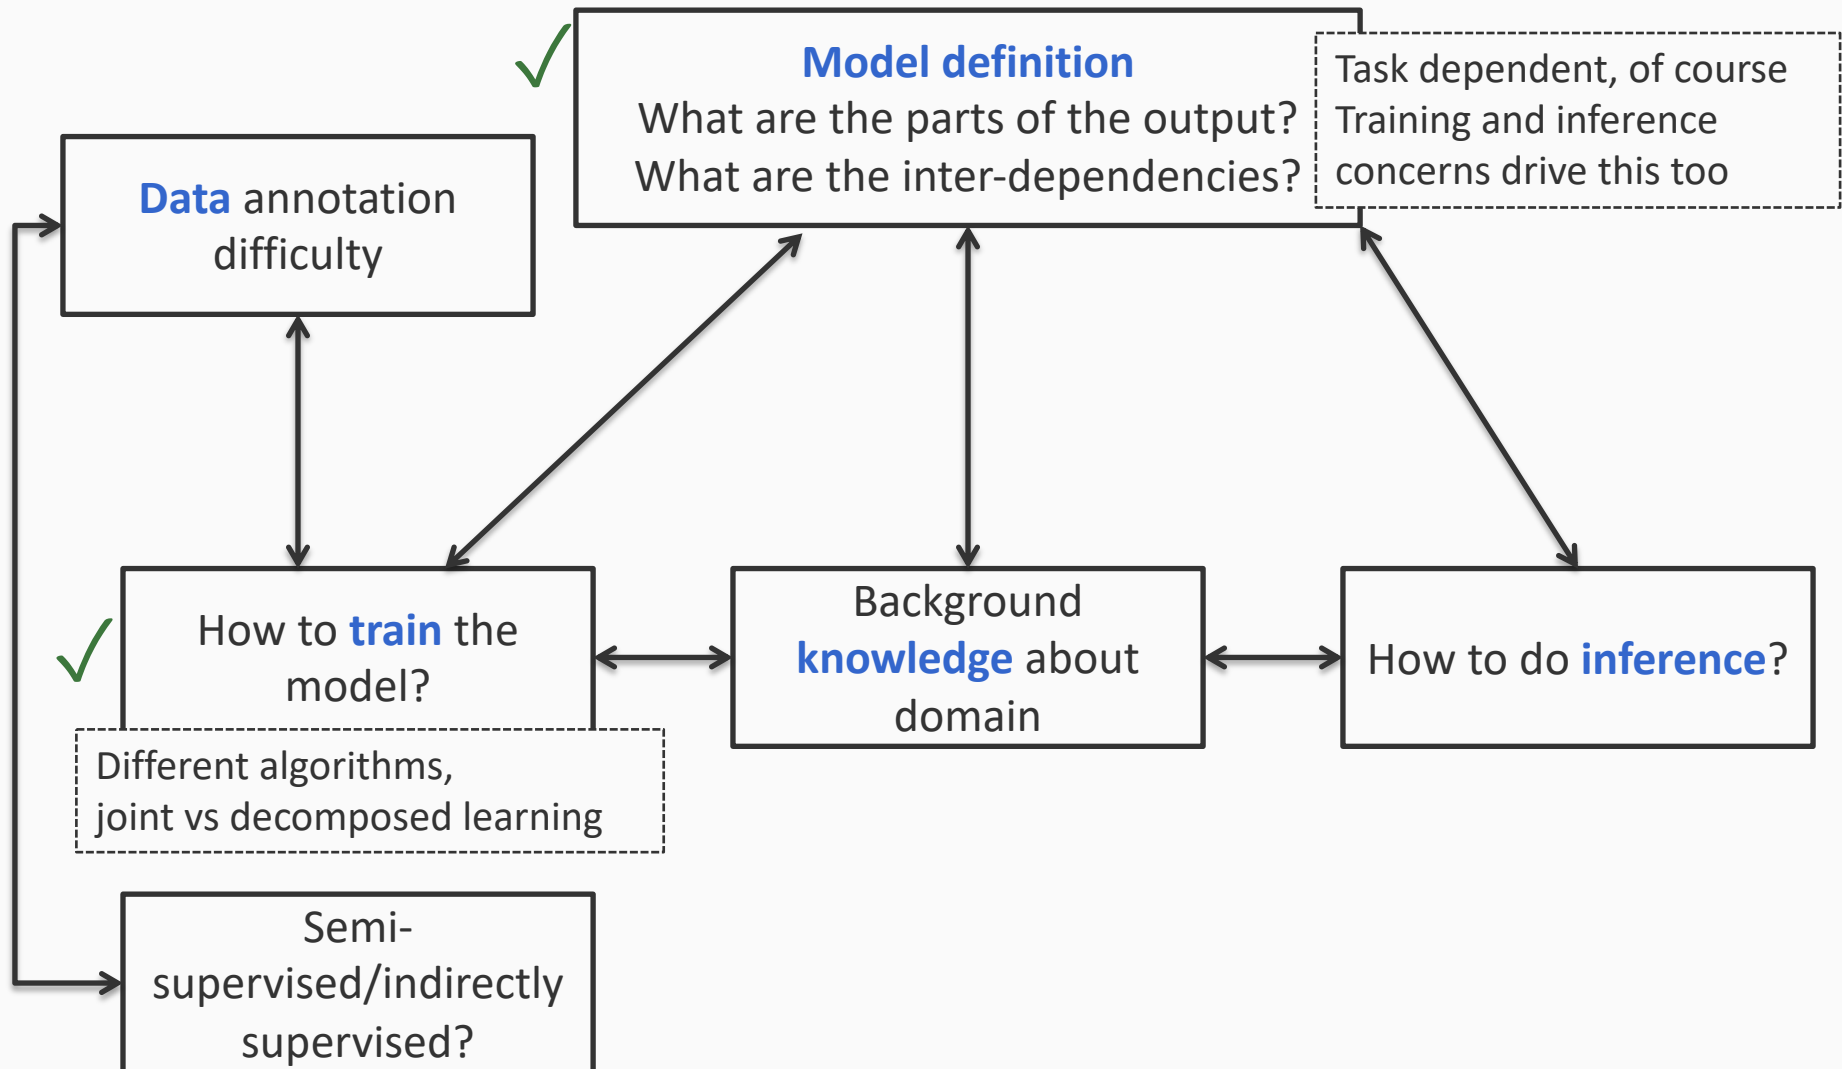 Model definition
What are the parts of the output?
What are the inter-dependencies?
Task dependent, of course
Training and inference
concerns drive this too
Data annotation
difficulty
How to train the
model?
Different algorithms,
joint vs decomposed learning
Background
knowledge about
domain
How to do inference?
Semi-
supervised/indirectly
supervised?